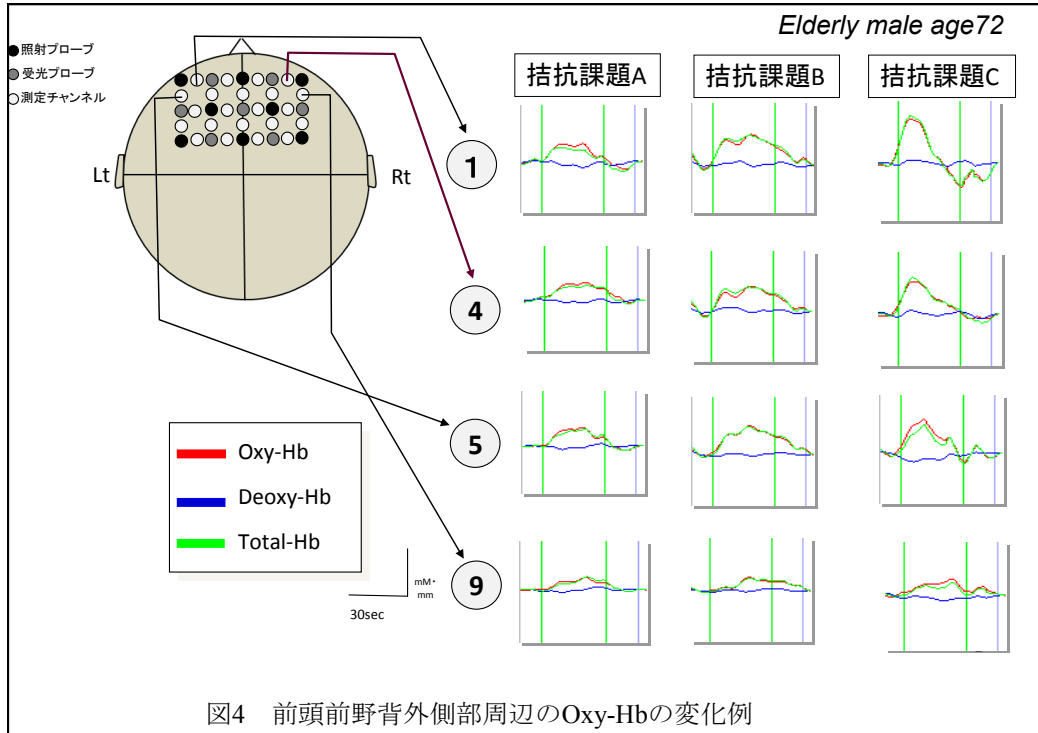 Elderly male age72
照射プローブ
受光プローブ
測定チャンネル
拮抗課題A
拮抗課題B
拮抗課題C
Lt
Rt
1
4
5
9
Oxy-Hb
Deoxy-Hb
Total-Hb
mM・
mm
30sec
図4 前頭前野背外側部周辺のOxy-Hbの変化例